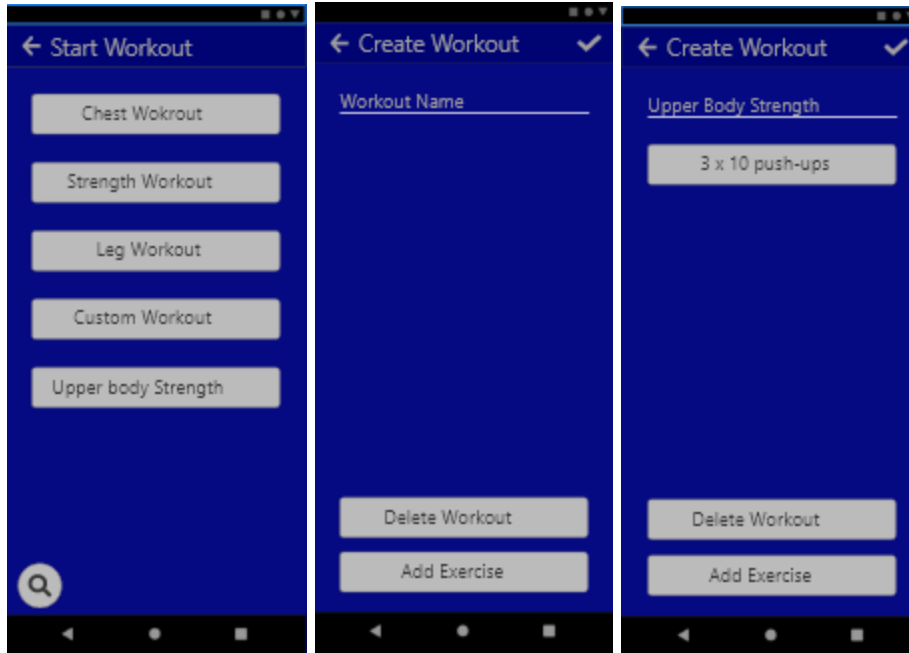 Start Workout
Chest Wokrout
Strength Workout
Leg Workout
Custom Workout
Upper body Strength
Create Workout
Workout Name
Delete Workout
Add Exercise
Create Workout
Upper Body Strength
3 x 10 push-ups
Delete Workout
Add Exercise